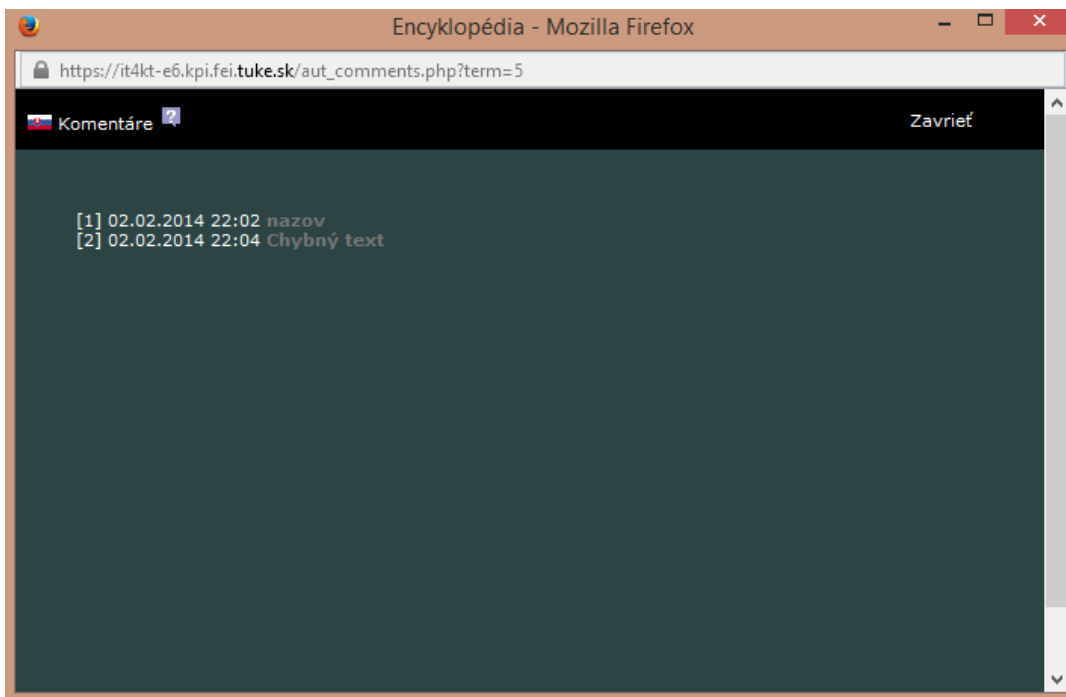 Encyklopédia - Mozilla Firefox
https://it4kt-e6.kpi.fei.tuke.sk/aut_comments.php?term=5
Komentáre ? Zavrieť
[1] 02.02.2014 22:02 nazov
[2] 02.02.2014 22:04 Chybný text